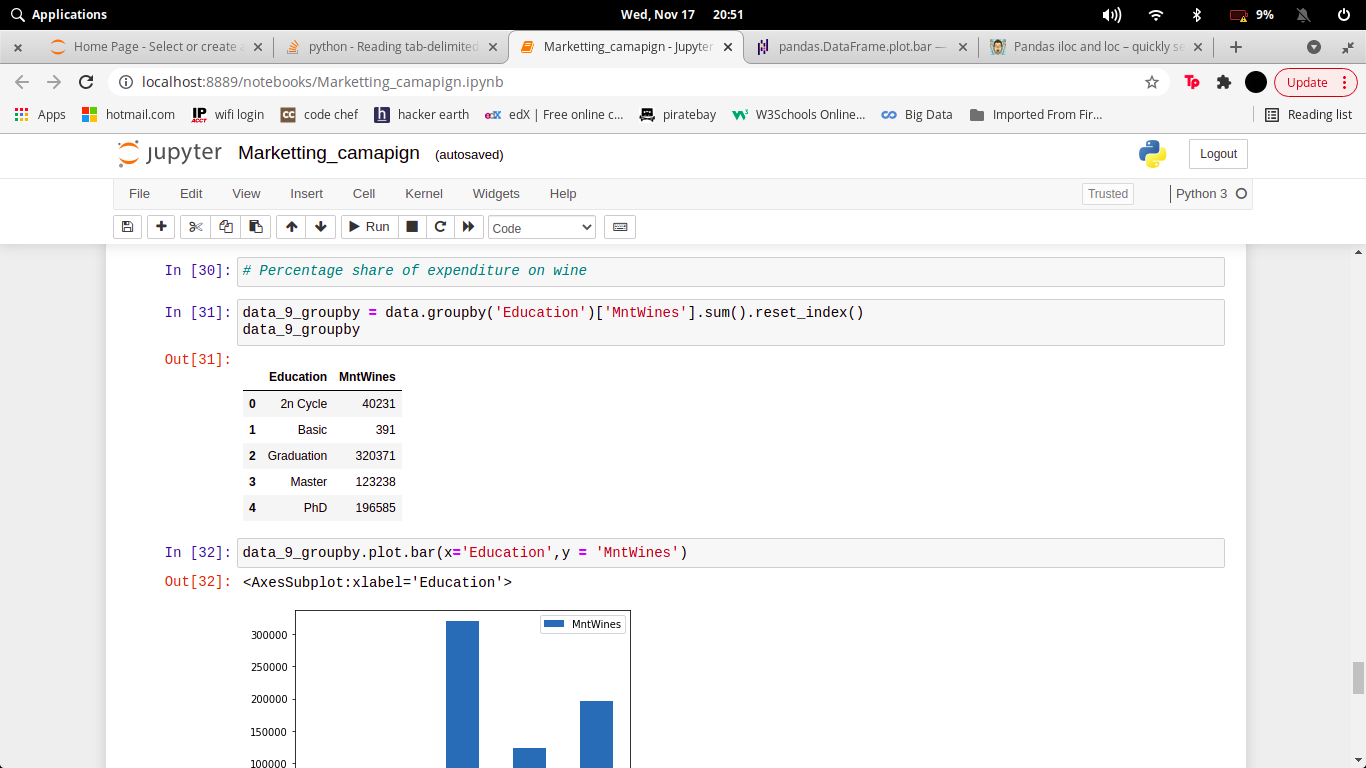 Applications
Wed, Nov 17 20:51
9%
Home Page - Select or create a
python - Reading tab-delimited
Marketting_camapign - Jupyter
pandas.DataFrame.plot.bar —
Pandas iloc and loc – quickly se
localhost:8889/notebooks/Marketting_camapign.ipynb
Tp
Update
Apps
hotmail.com
IP ACCT wifi login
CC code chef
h hacker earth
edX edX | Free online c...
piratebay
W3Schools Online...
Big Data
Imported From Fir...
Reading list
jupyter Marketting_camapign (autosaved)
Logout
File Edit View Insert Cell Kernel Widgets Help
Trusted
Python 3
Run
Code
In [30]: # Percentage share of expenditure on wine
In [31]: data_9_groupby = data.groupby('Education')['MntWines'].sum().reset_index()
data_9_groupby
Out[31]:
Education MntWines
0 2n Cycle 40231
1 Basic 391
2 Graduation 320371
3 Master 123238
4 PhD 196585
In [32]: data_9_groupby.plot.bar(x='Education',y = 'MntWines')
Out[32]: <AxesSubplot:xlabel='Education'>
MntWines
300000
250000
200000
150000
100000